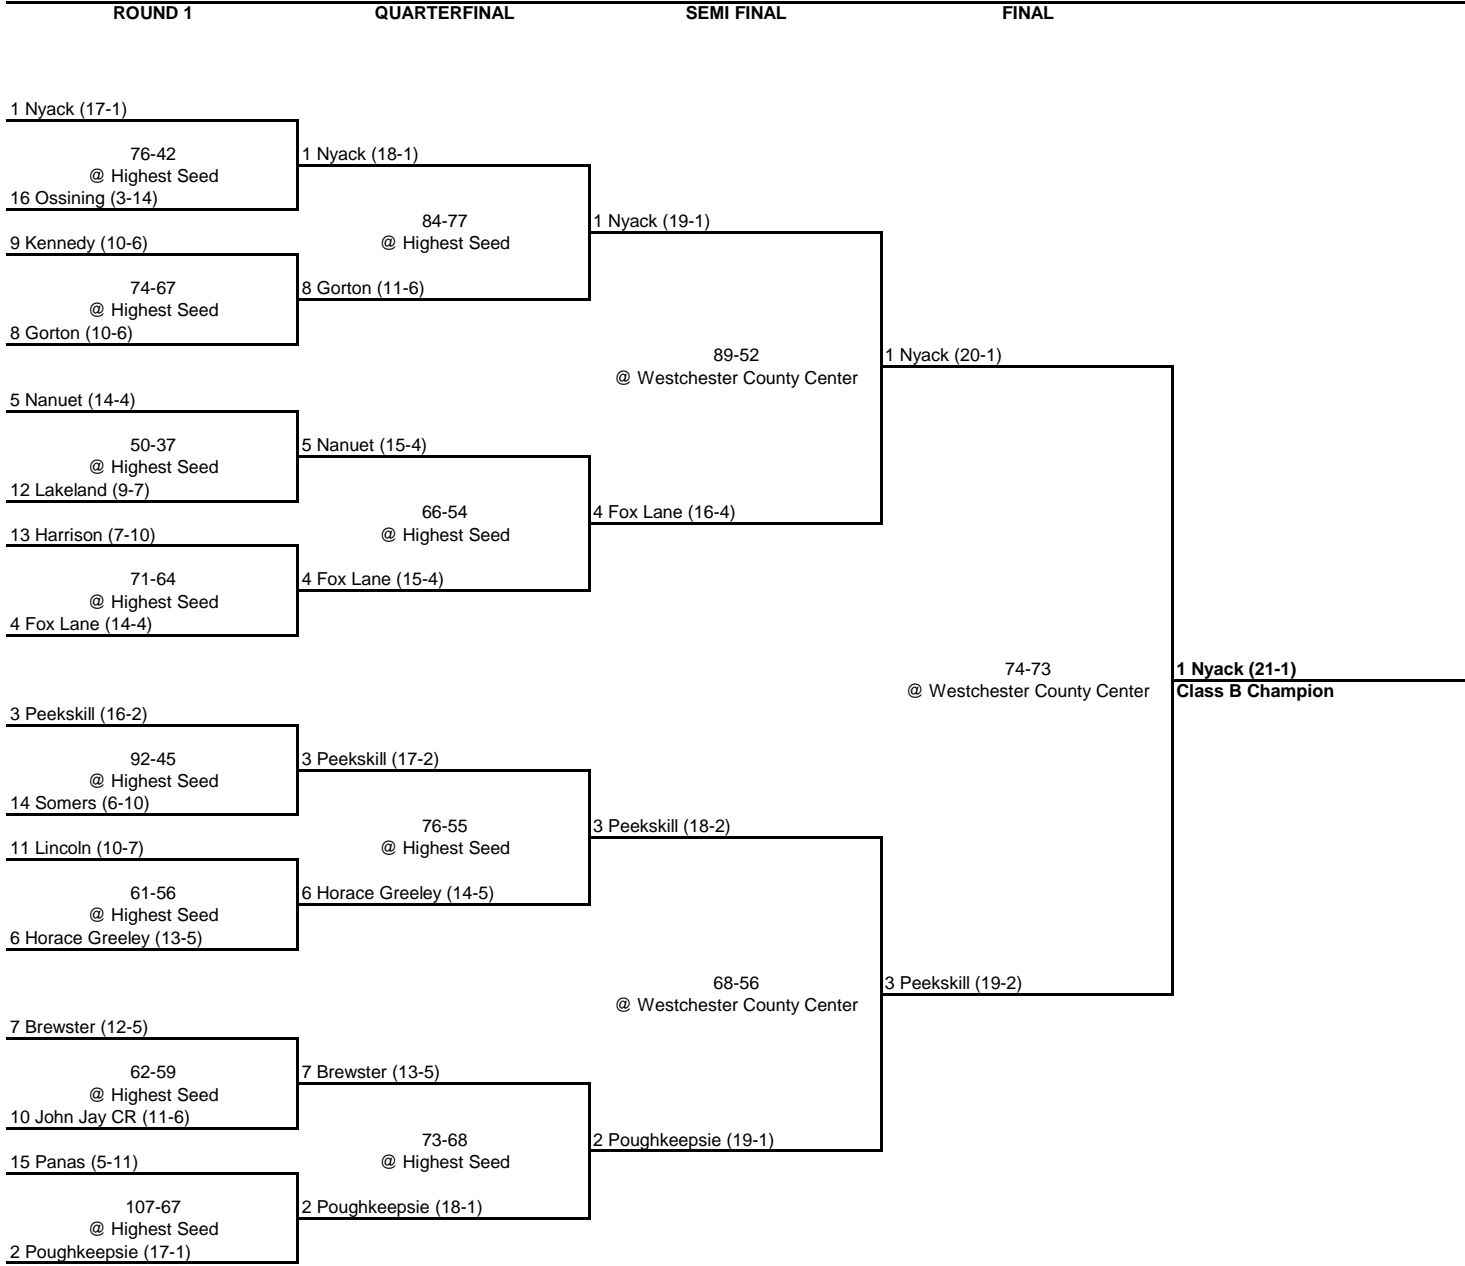 ROUND 1 QUARTERFINAL SEMI FINAL FINAL
1 Nyack (17-1)
76-42
@ Highest Seed
16 Ossining (3-14)
9 Kennedy (10-6)
74-67
@ Highest Seed
8 Gorton (10-6)
5 Nanuet (14-4)
50-37
@ Highest Seed
12 Lakeland (9-7)
13 Harrison (7-10)
71-64
@ Highest Seed
4 Fox Lane (14-4)
3 Peekskill (16-2)
92-45
@ Highest Seed
14 Somers (6-10)
11 Lincoln (10-7)
61-56
@ Highest Seed
6 Horace Greeley (13-5)
7 Brewster (12-5)
62-59
@ Highest Seed
10 John Jay CR (11-6)
15 Panas (5-11)
107-67
@ Highest Seed
2 Poughkeepsie (17-1)
1 Nyack (18-1)
84-77
@ Highest Seed
8 Gorton (11-6)
5 Nanuet (15-4)
66-54
@ Highest Seed
4 Fox Lane (15-4)
3 Peekskill (17-2)
76-55
@ Highest Seed
6 Horace Greeley (14-5)
7 Brewster (13-5)
73-68
@ Highest Seed
2 Poughkeepsie (18-1)
1 Nyack (19-1)
89-52
@ Westchester County Center
4 Fox Lane (16-4)
3 Peekskill (18-2)
68-56
@ Westchester County Center
2 Poughkeepsie (19-1)
1 Nyack (20-1)
74-73
@ Westchester County Center
3 Peekskill (19-2)
1 Nyack (21-1)
Class B Champion